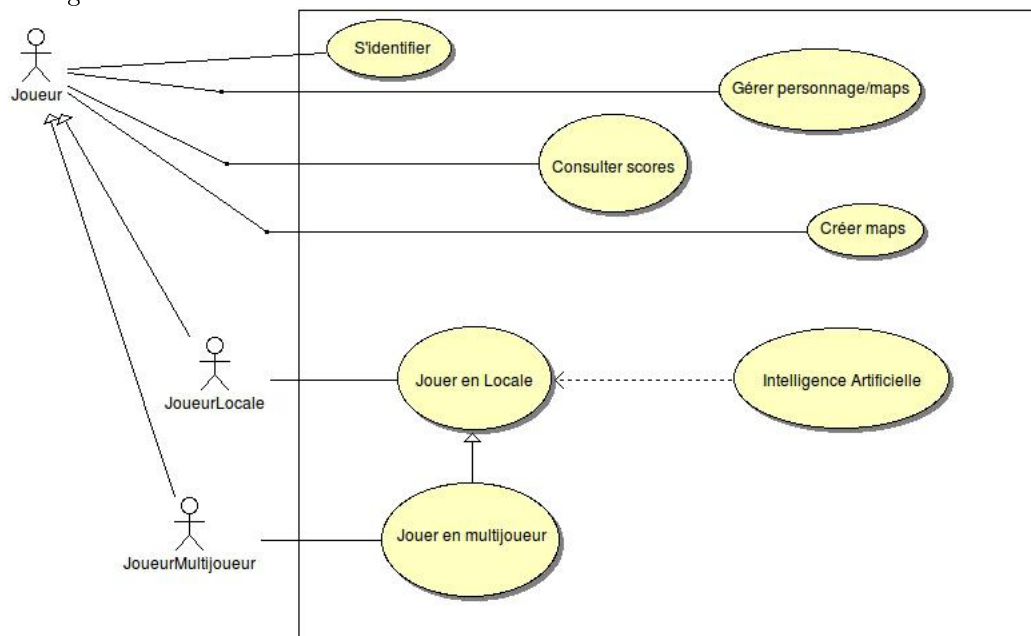 S'identifier
Joueur
Gérer personnage/maps
Consulter scores
Créer maps
JoueurLocale
Jouer en Locale
Intelligence Artificielle
Jouer en multijoueur
JoueurMultijoueur